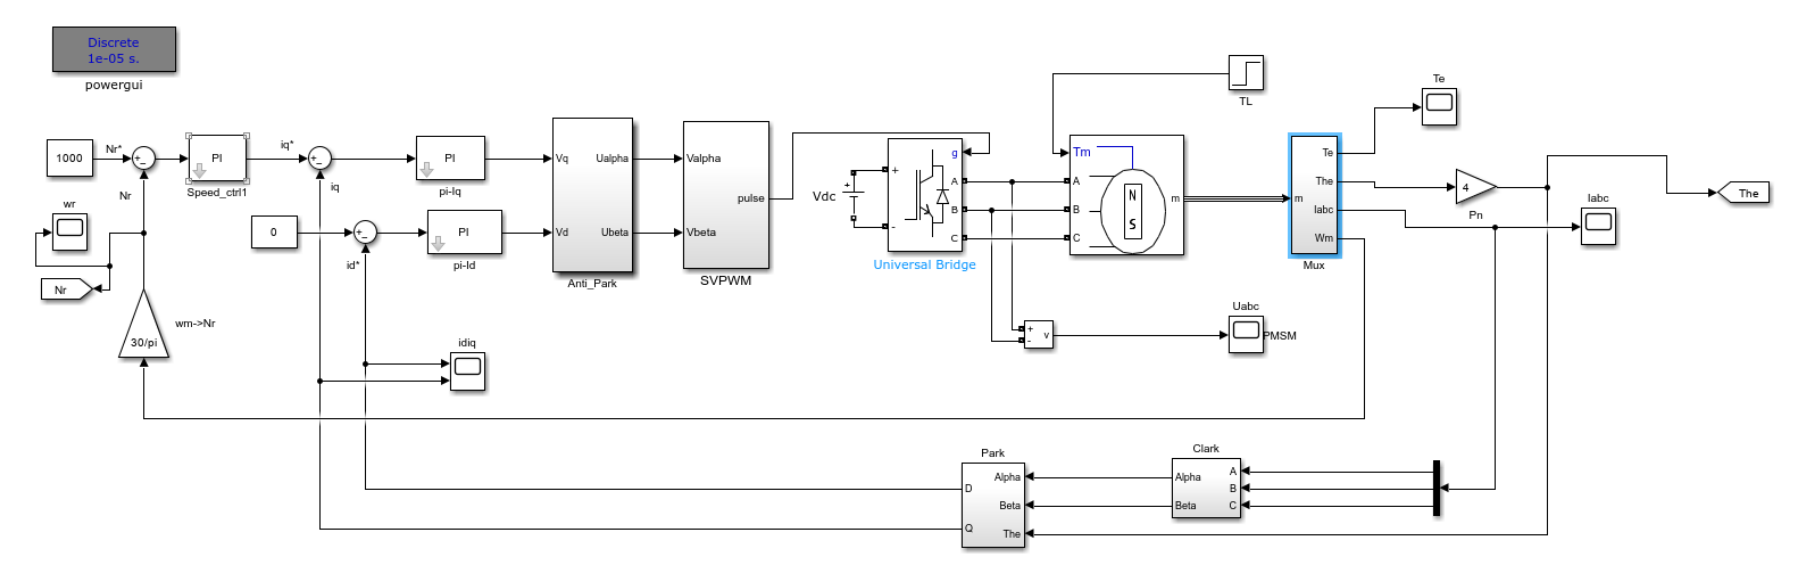 Discrete
1e-05 s.
powergui
1000
Nr*
+
-
PI
Speed_ctrl1
iq*
+
-
iq
PI
pi-Iq
Nr
wr
0
+
-
id*
PI
pi-Id
Vq
Ualpha
Vd
Ubeta
Anti_Park
Valpha
pulse
Vbeta
SVPWM
Vdc
+
+
-
g
A
B
C
Universal Bridge
TL
Tm
A
B
C
N
S
m
m
Te
The
Iabc
Wm
Mux
Te
4
Pn
The
Iabc
Nr
wm->Nr
30/pi
idiq
+
-
v
Uabc
PMSM
Park
Alpha
D
Beta
Q
The
Clark
A
Alpha
B
Beta
C